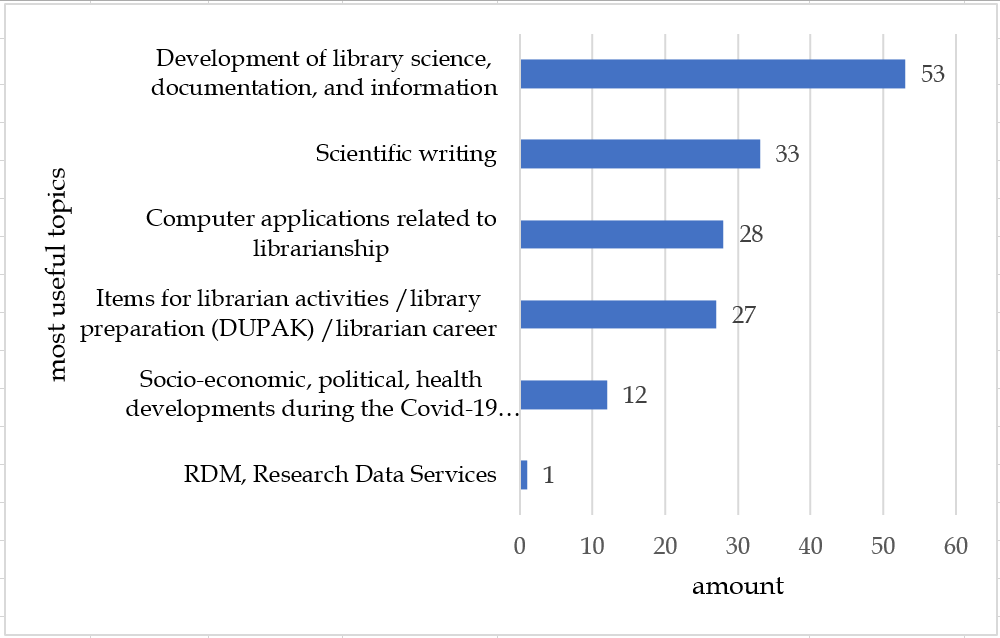 Development of library science,
documentation, and information
53
Scientific writing
33
Computer applications related to
librarianship
28
Items for librarian activities /library
preparation (DUPAK) /librarian career
27
Socio-economic, political, health
developments during the Covid-19…
12
RDM, Research Data Services
1
most useful topics
0 10 20 30 40 50 60
amount